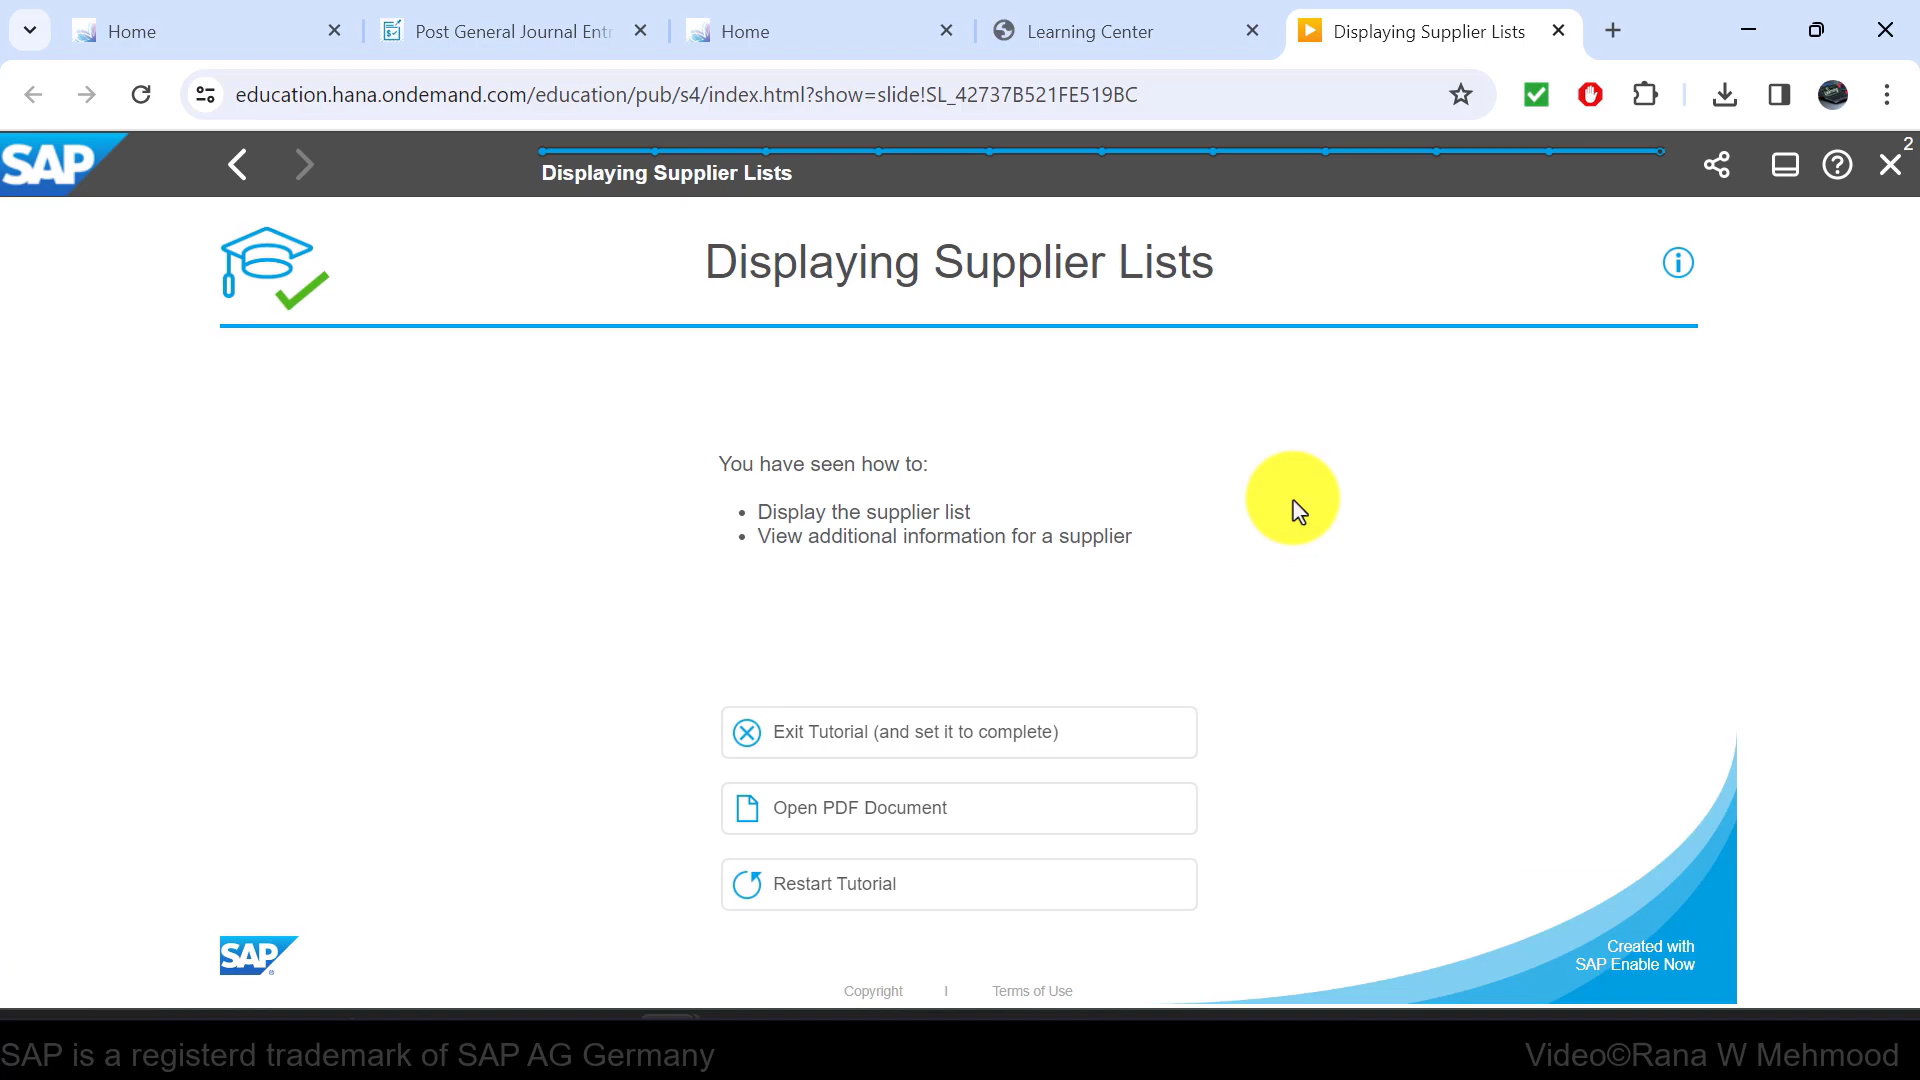 Home
Post General Journal Entr
Home
Learning Center
Displaying Supplier Lists
education.hana.ondemand.com/education/pub/s4/index.html?show=slide!SL_42737B521FE519BC
SAP
Displaying Supplier Lists
2
Displaying Supplier Lists
You have seen how to:
• Display the supplier list
• View additional information for a supplier
Exit Tutorial (and set it to complete)
Open PDF Document
Restart Tutorial
SAP®
Created with
SAP Enable Now
Copyright | Terms of Use
SAP is a registerd trademark of SAP AG Germany
Video©Rana W Mehmood